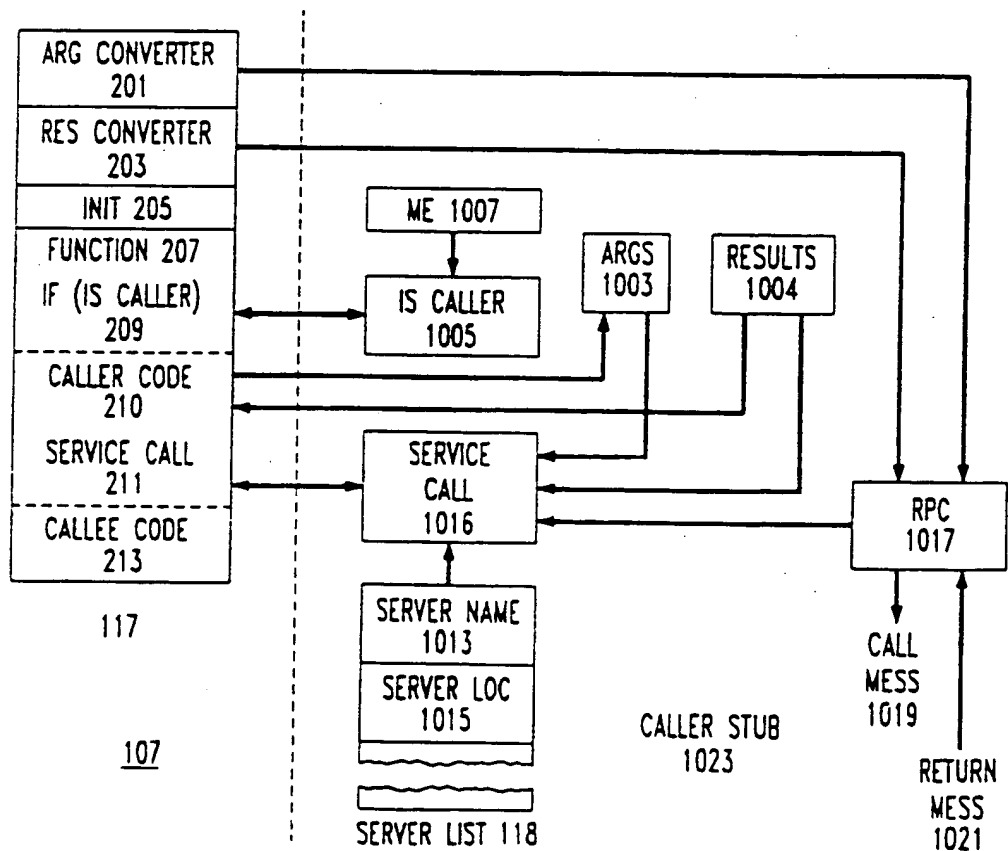 ARG CONVERTER
201
RES CONVERTER
203
INIT 205
FUNCTION 207
IF (IS CALLER)
209
CALLER CODE
210
SERVICE CALL
211
CALLEE CODE
213
117
107
ME 1007
IS CALLER
1005
ARGS
1003
RESULTS
1004
SERVICE
CALL
1016
SERVER NAME
1013
SERVER LOC
1015
SERVER LIST 118
RPC
1017
CALL
MESS
1019
CALLER STUB
1023
RETURN
MESS
1021